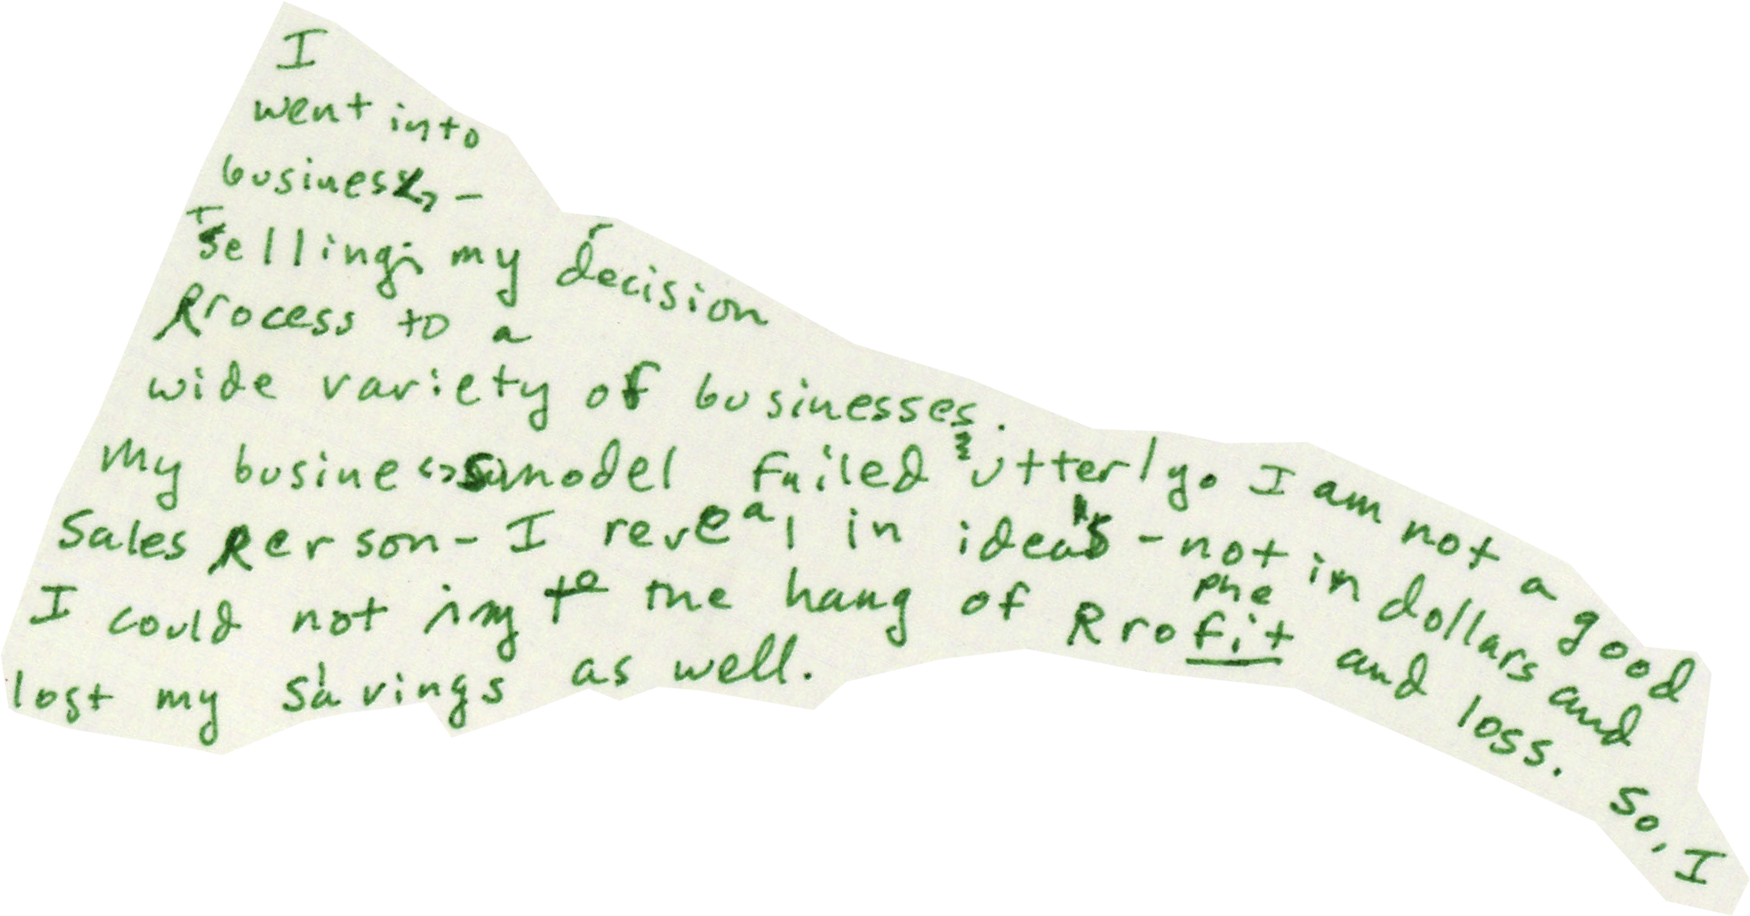 I
went into
business, -
selling my decision
process to a
wide variety of businesses.
My business model failed utterly. I am not a good
sales person - I reveal in ideas - not in dollars and
I could not to the hang of Profit and loss. So, I
lost my savings as well.